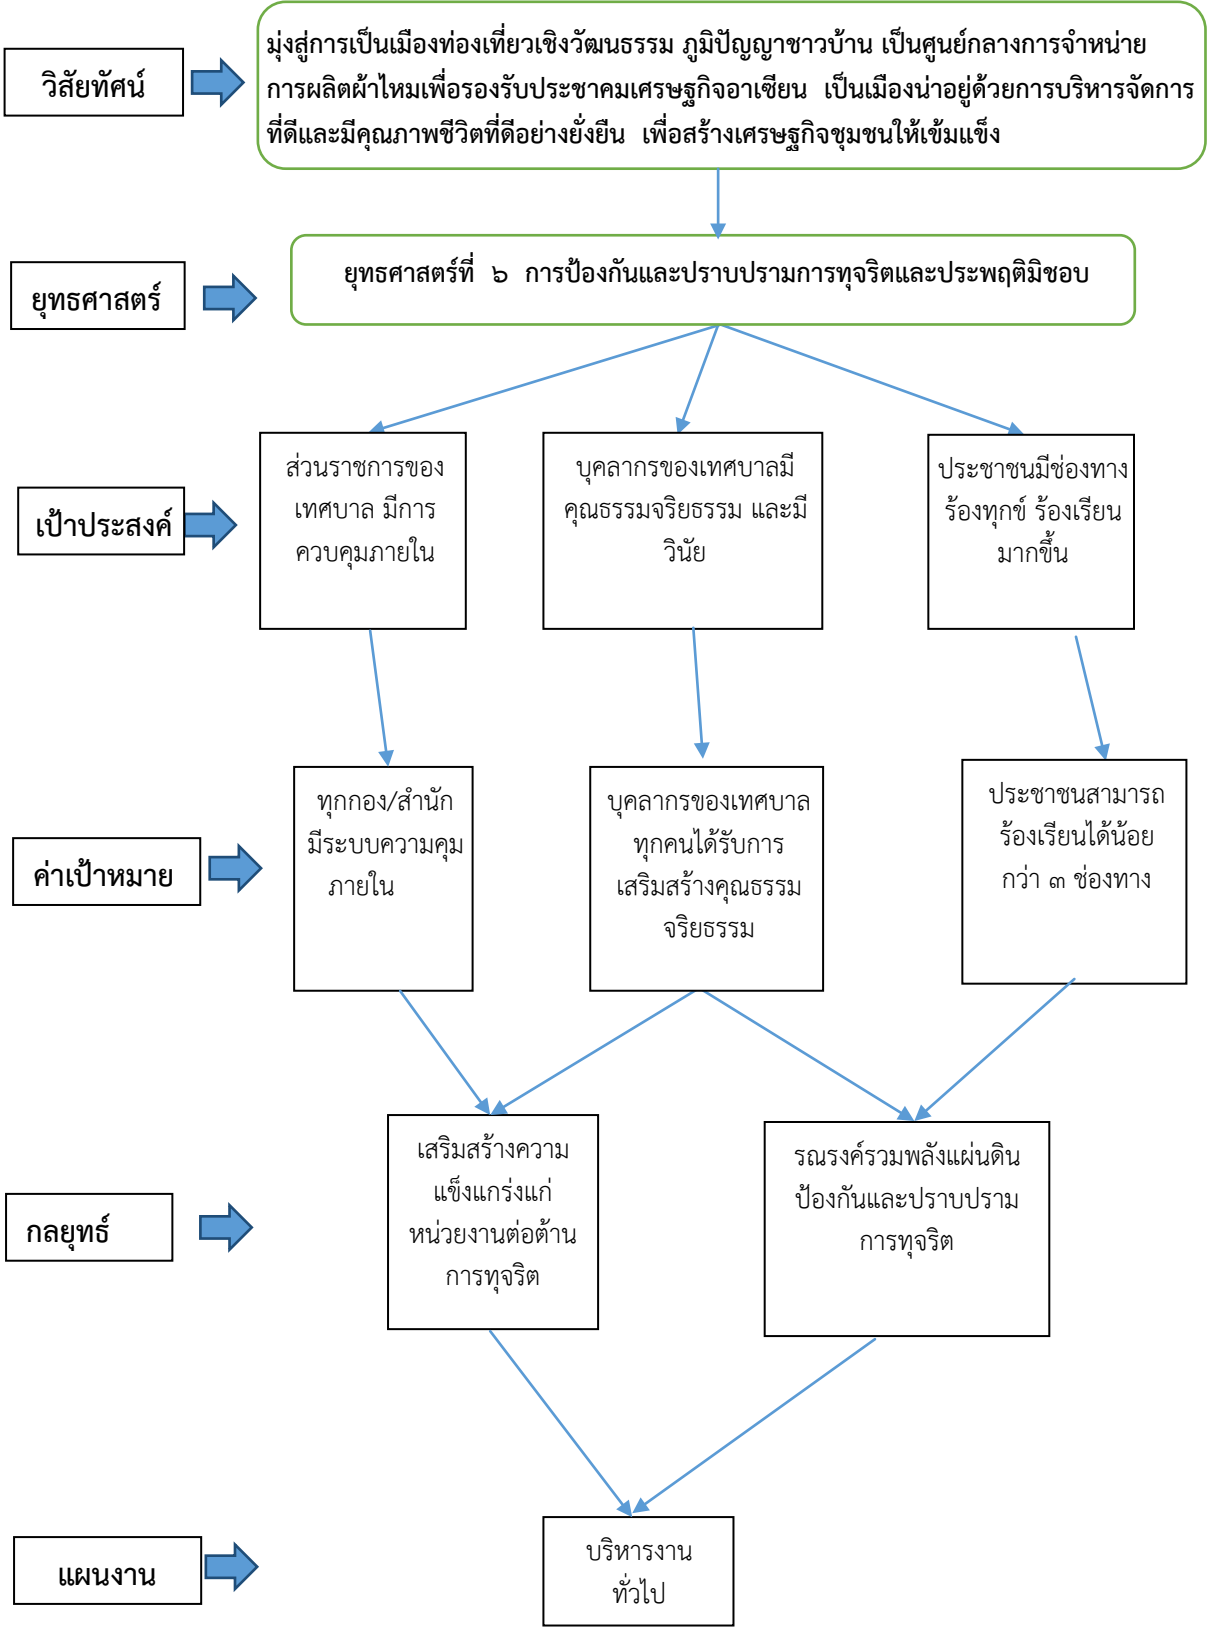 วิสัยทัศน์
มุ่งสู่การเป็นเมืองท่องเที่ยวเชิงวัฒนธรรม ภูมิปัญญาชาวบ้าน เป็นศูนย์กลางการจำหน่าย
การผลิตผ้าไหมเพื่อรองรับประชาคมเศรษฐกิจอาเซียน เป็นเมืองน่าอยู่ด้วยการบริหารจัดการ
ที่ดีและมีคุณภาพชีวิตที่ดีอย่างยั่งยืน เพื่อสร้างเศรษฐกิจชุมชนให้เข้มแข็ง
ยุทธศาสตร์
ยุทธศาสตร์ที่ ๖ การป้องกันและปราบปรามการทุจริตและประพฤติมิชอบ
เป้าประสงค์
ส่วนราชการของ
เทศบาล มีการ
ควบคุมภายใน
บุคลากรของเทศบาลมี
คุณธรรมจริยธรรม และมี
วินัย
ประชาชนมีช่องทาง
ร้องทุกข์ ร้องเรียน
มากขึ้น
ค่าเป้าหมาย
ทุกกอง/สำนัก
มีระบบความคุม
ภายใน
บุคลากรของเทศบาล
ทุกคนได้รับการ
เสริมสร้างคุณธรรม
จริยธรรม
ประชาชนสามารถ
ร้องเรียนได้น้อย
กว่า ๓ ช่องทาง
กลยุทธ์
เสริมสร้างความ
แข็งแกร่งแก่
หน่วยงานต่อต้าน
การทุจริต
รณรงค์รวมพลังแผ่นดิน
ป้องกันและปราบปราม
การทุจริต
แผนงาน
บริหารงาน
ทั่วไป